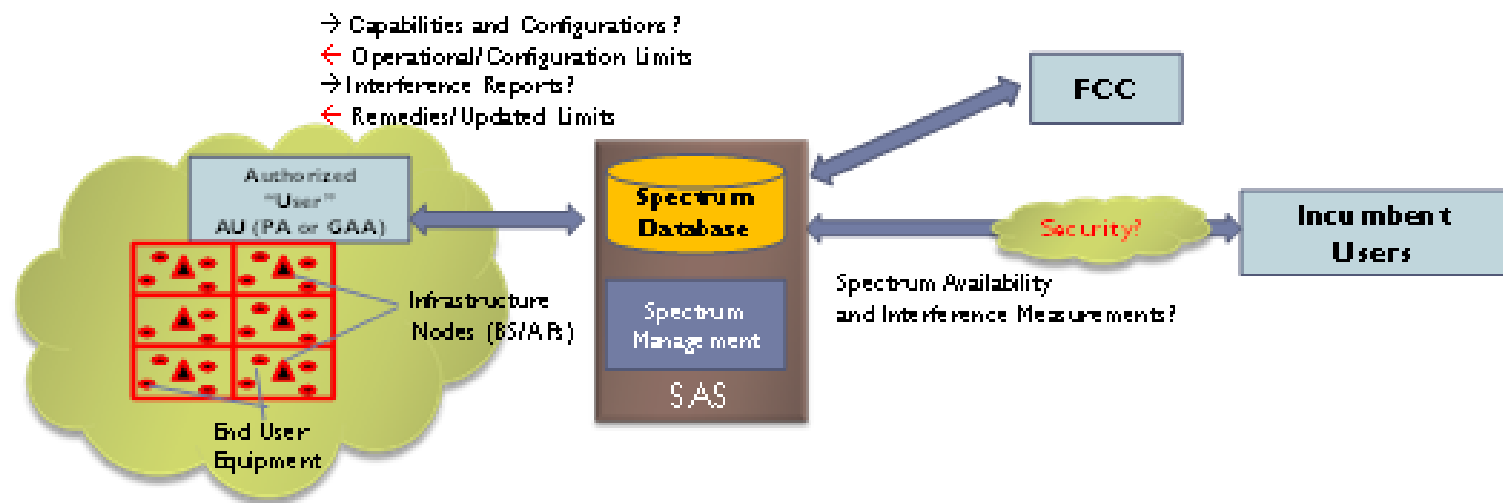 → Capabilities and Configurations?
← Operational/Configuration Limits
→ Interference Reports?
← Remedies/Updated Limits
FCC
Authorized
"User"
AU (PA or GAA)
Spectrum
Database
Security?
Incumbent
Users
Infrastructure
Nodes (BS/APs)
Spectrum
Management
Spectrum Availability
and Interference Measurements?
SAS
End User
Equipment